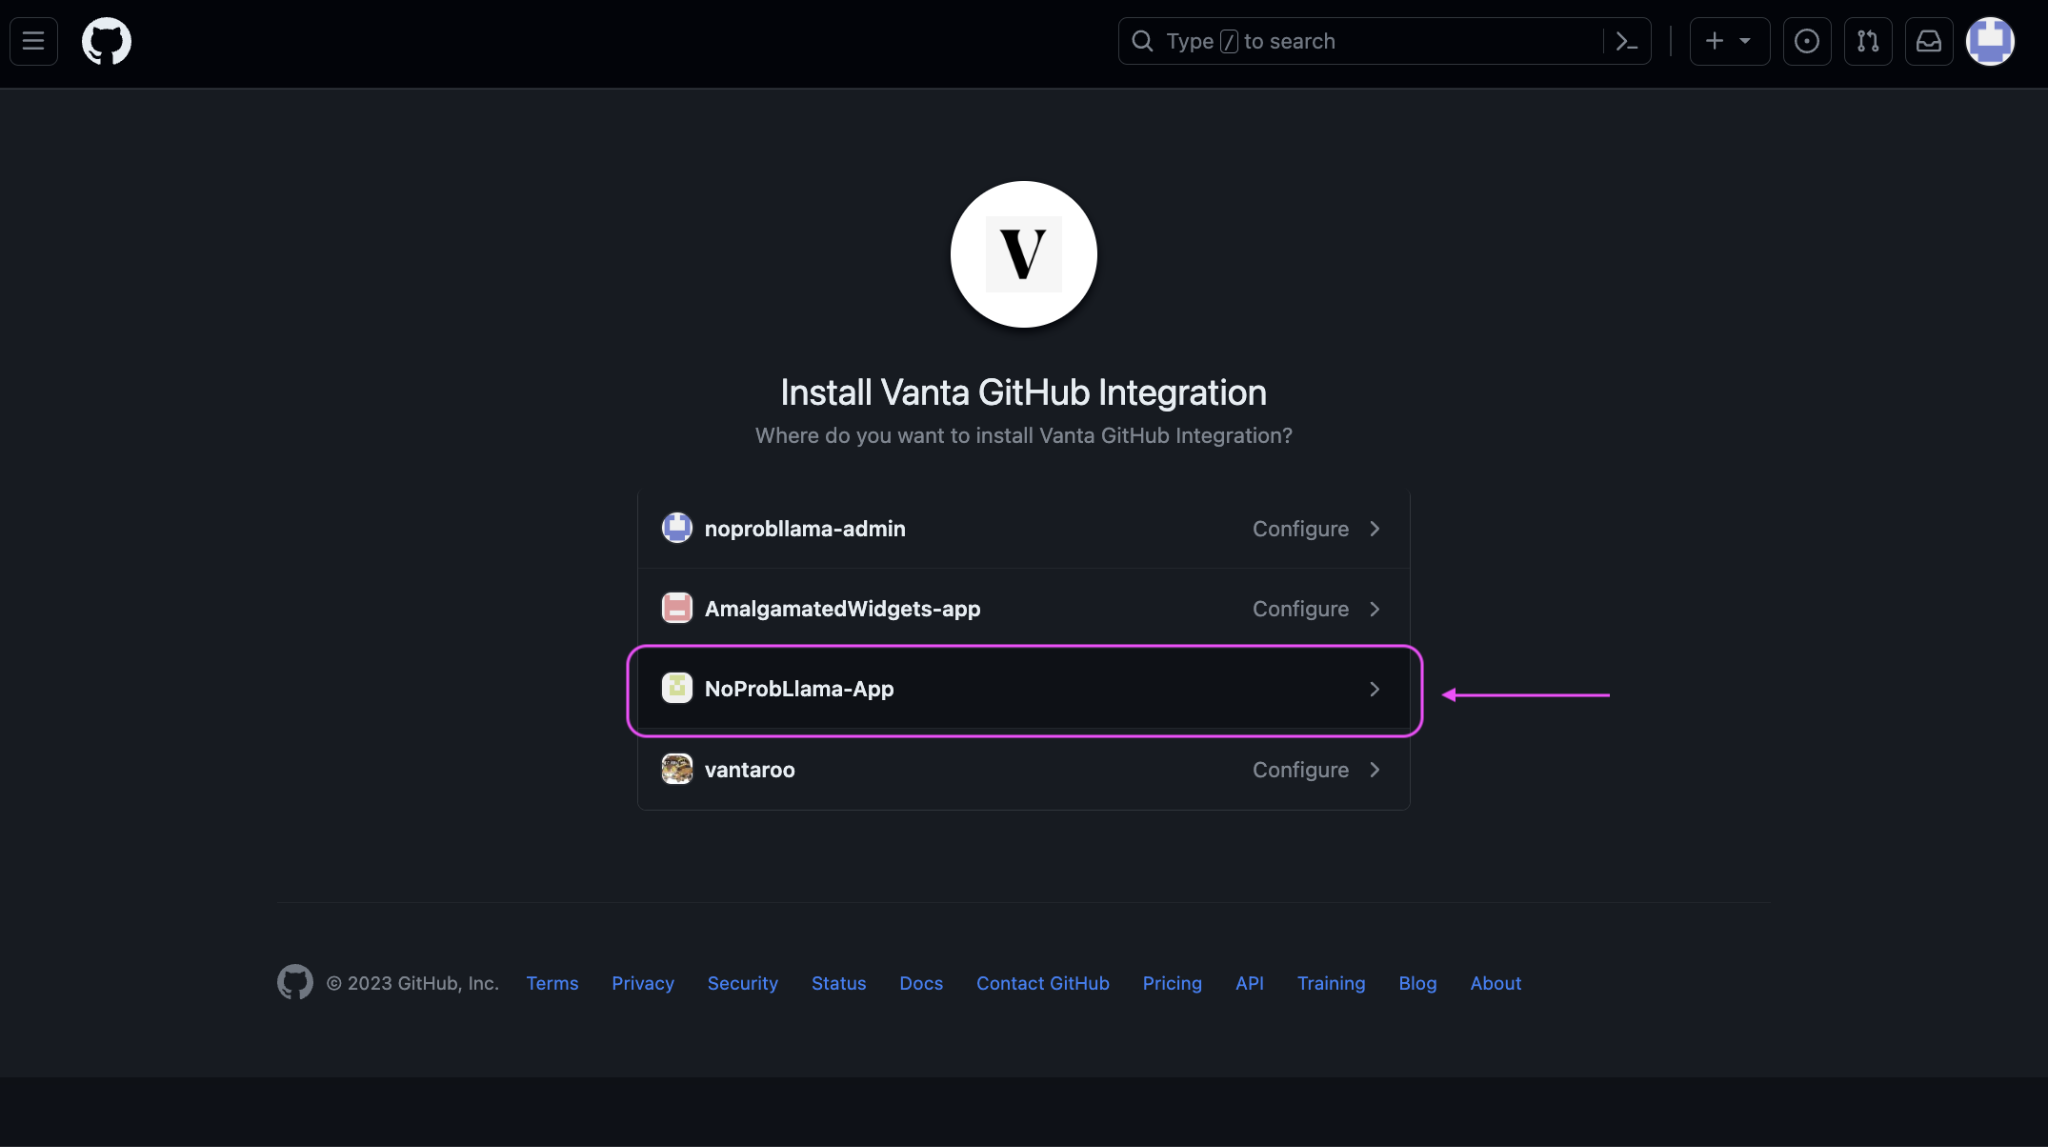 Type / to search
V
Install Vanta GitHub Integration
Where do you want to install Vanta GitHub Integration?
noprobllama-admin Configure
AmalgamatedWidgets-app Configure
NoProbLlama-App
vantaroo Configure
© 2023 GitHub, Inc. Terms Privacy Security Status Docs Contact GitHub Pricing API Training Blog About